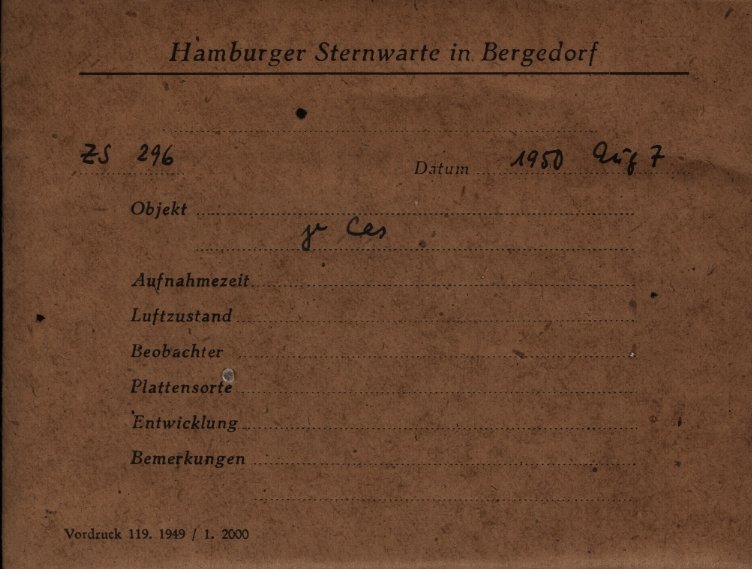 Hamburger Sternwarte in Bergedorf
ZS 296 Datum 1950 Aug 7
Objekt
γ Cas
Aufnahmezeit
Luftzustand
Beobachter
Plattensorte
Entwicklung
Bemerkungen
Vordruck 119. 1949 / 1. 2000